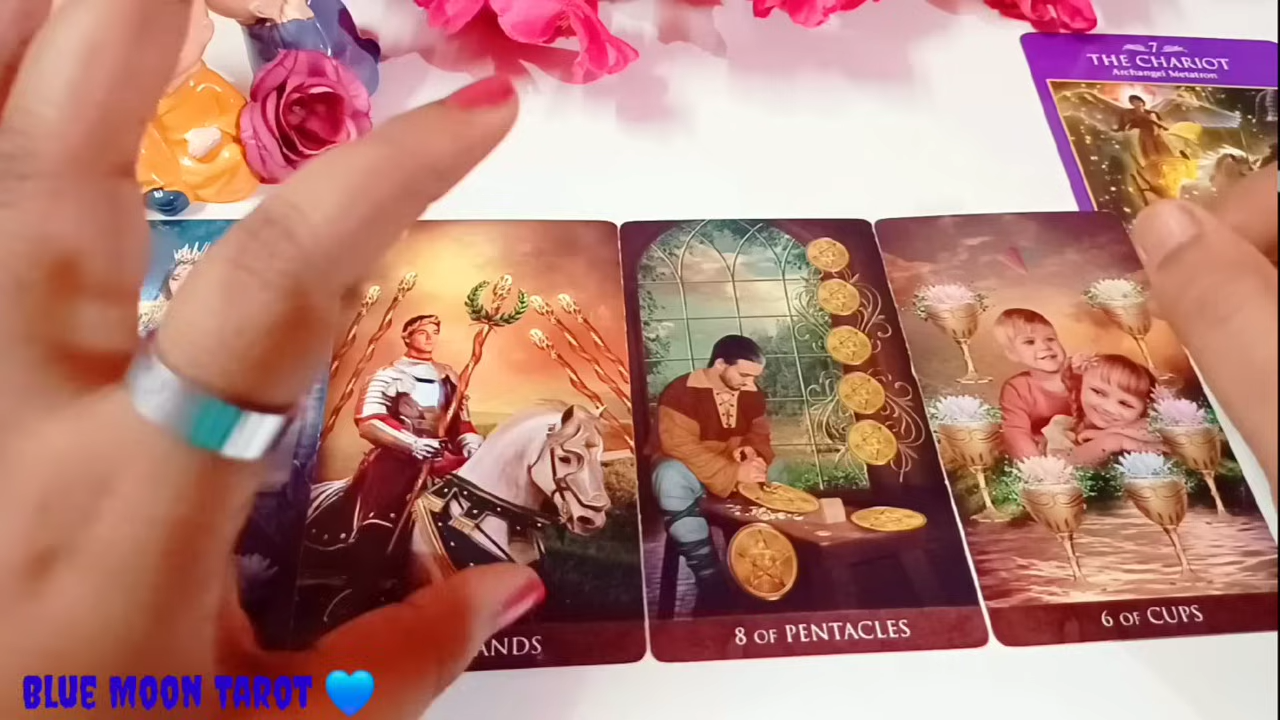 7
THE CHARIOT
Archangel Metatron
ANDS
8 OF PENTACLES
6 OF CUPS
BLUE MOON TAROT 💙